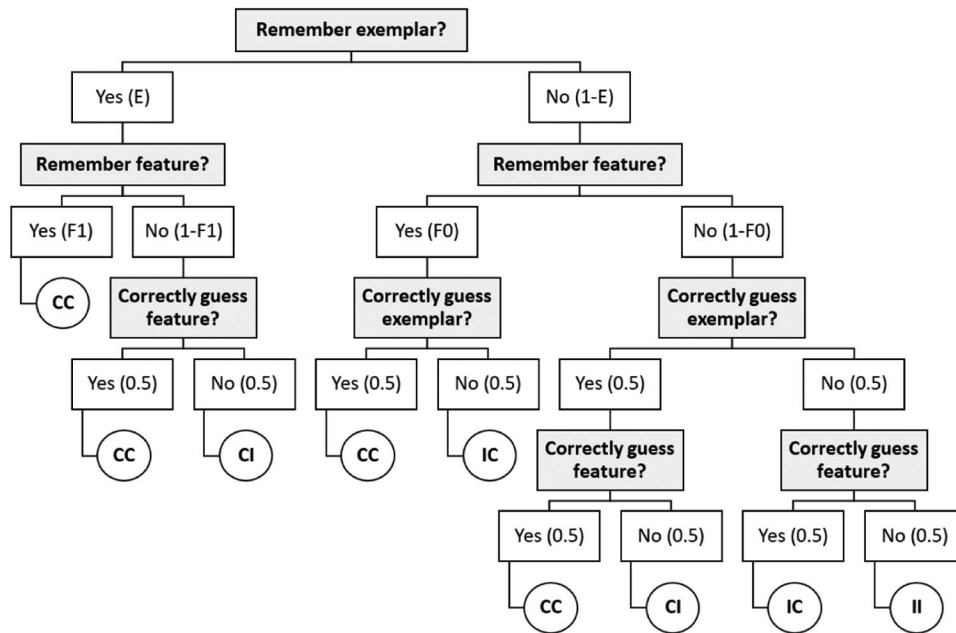 Remember exemplar?
Yes (E)
No (1-E)
Remember feature?
Remember feature?
Yes (F1)
No (1-F1)
Yes (F0)
No (1-F0)
CC
Correctly guess
feature?
Correctly guess
exemplar?
Correctly guess
exemplar?
Yes (0.5)
No (0.5)
Yes (0.5)
No (0.5)
Yes (0.5)
No (0.5)
CC
CI
CC
IC
Correctly guess
feature?
Correctly guess
feature?
Yes (0.5)
No (0.5)
Yes (0.5)
No (0.5)
CC
CI
IC
II